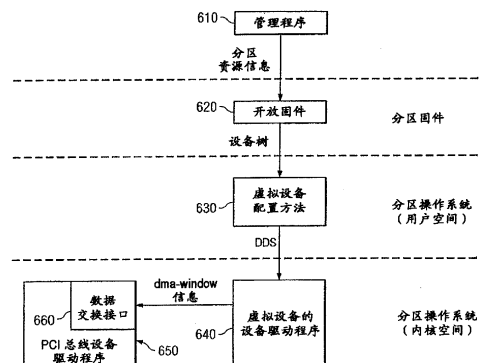 610
管理程序
分区
资源信息
620
开放固件
分区固件
设备树
630
虚拟设备
配置方法
分区操作系统
(用户空间)
DDS
dma-window
信息
660
数据
交换接口
PCI 总线设备
驱动程序
650
640
虚拟设备的
设备驱动程序
分区操作系统
(内核空间)